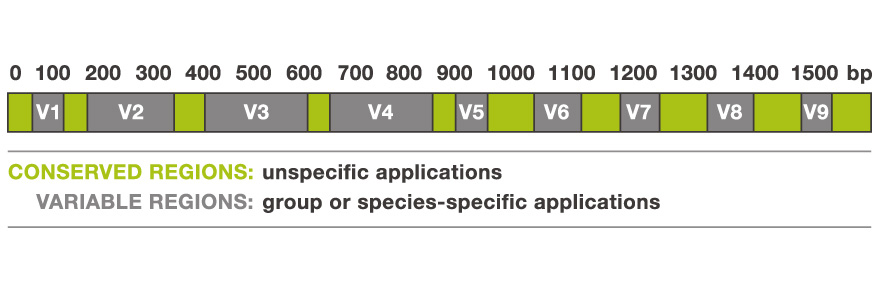 0 100 200 300 400 500 600 700 800 900 1000 1100 1200 1300 1400 1500 bp
V1 V2 V3 V4 V5 V6 V7 V8 V9
CONSERVED REGIONS: unspecific applications
VARIABLE REGIONS: group or species-specific applications